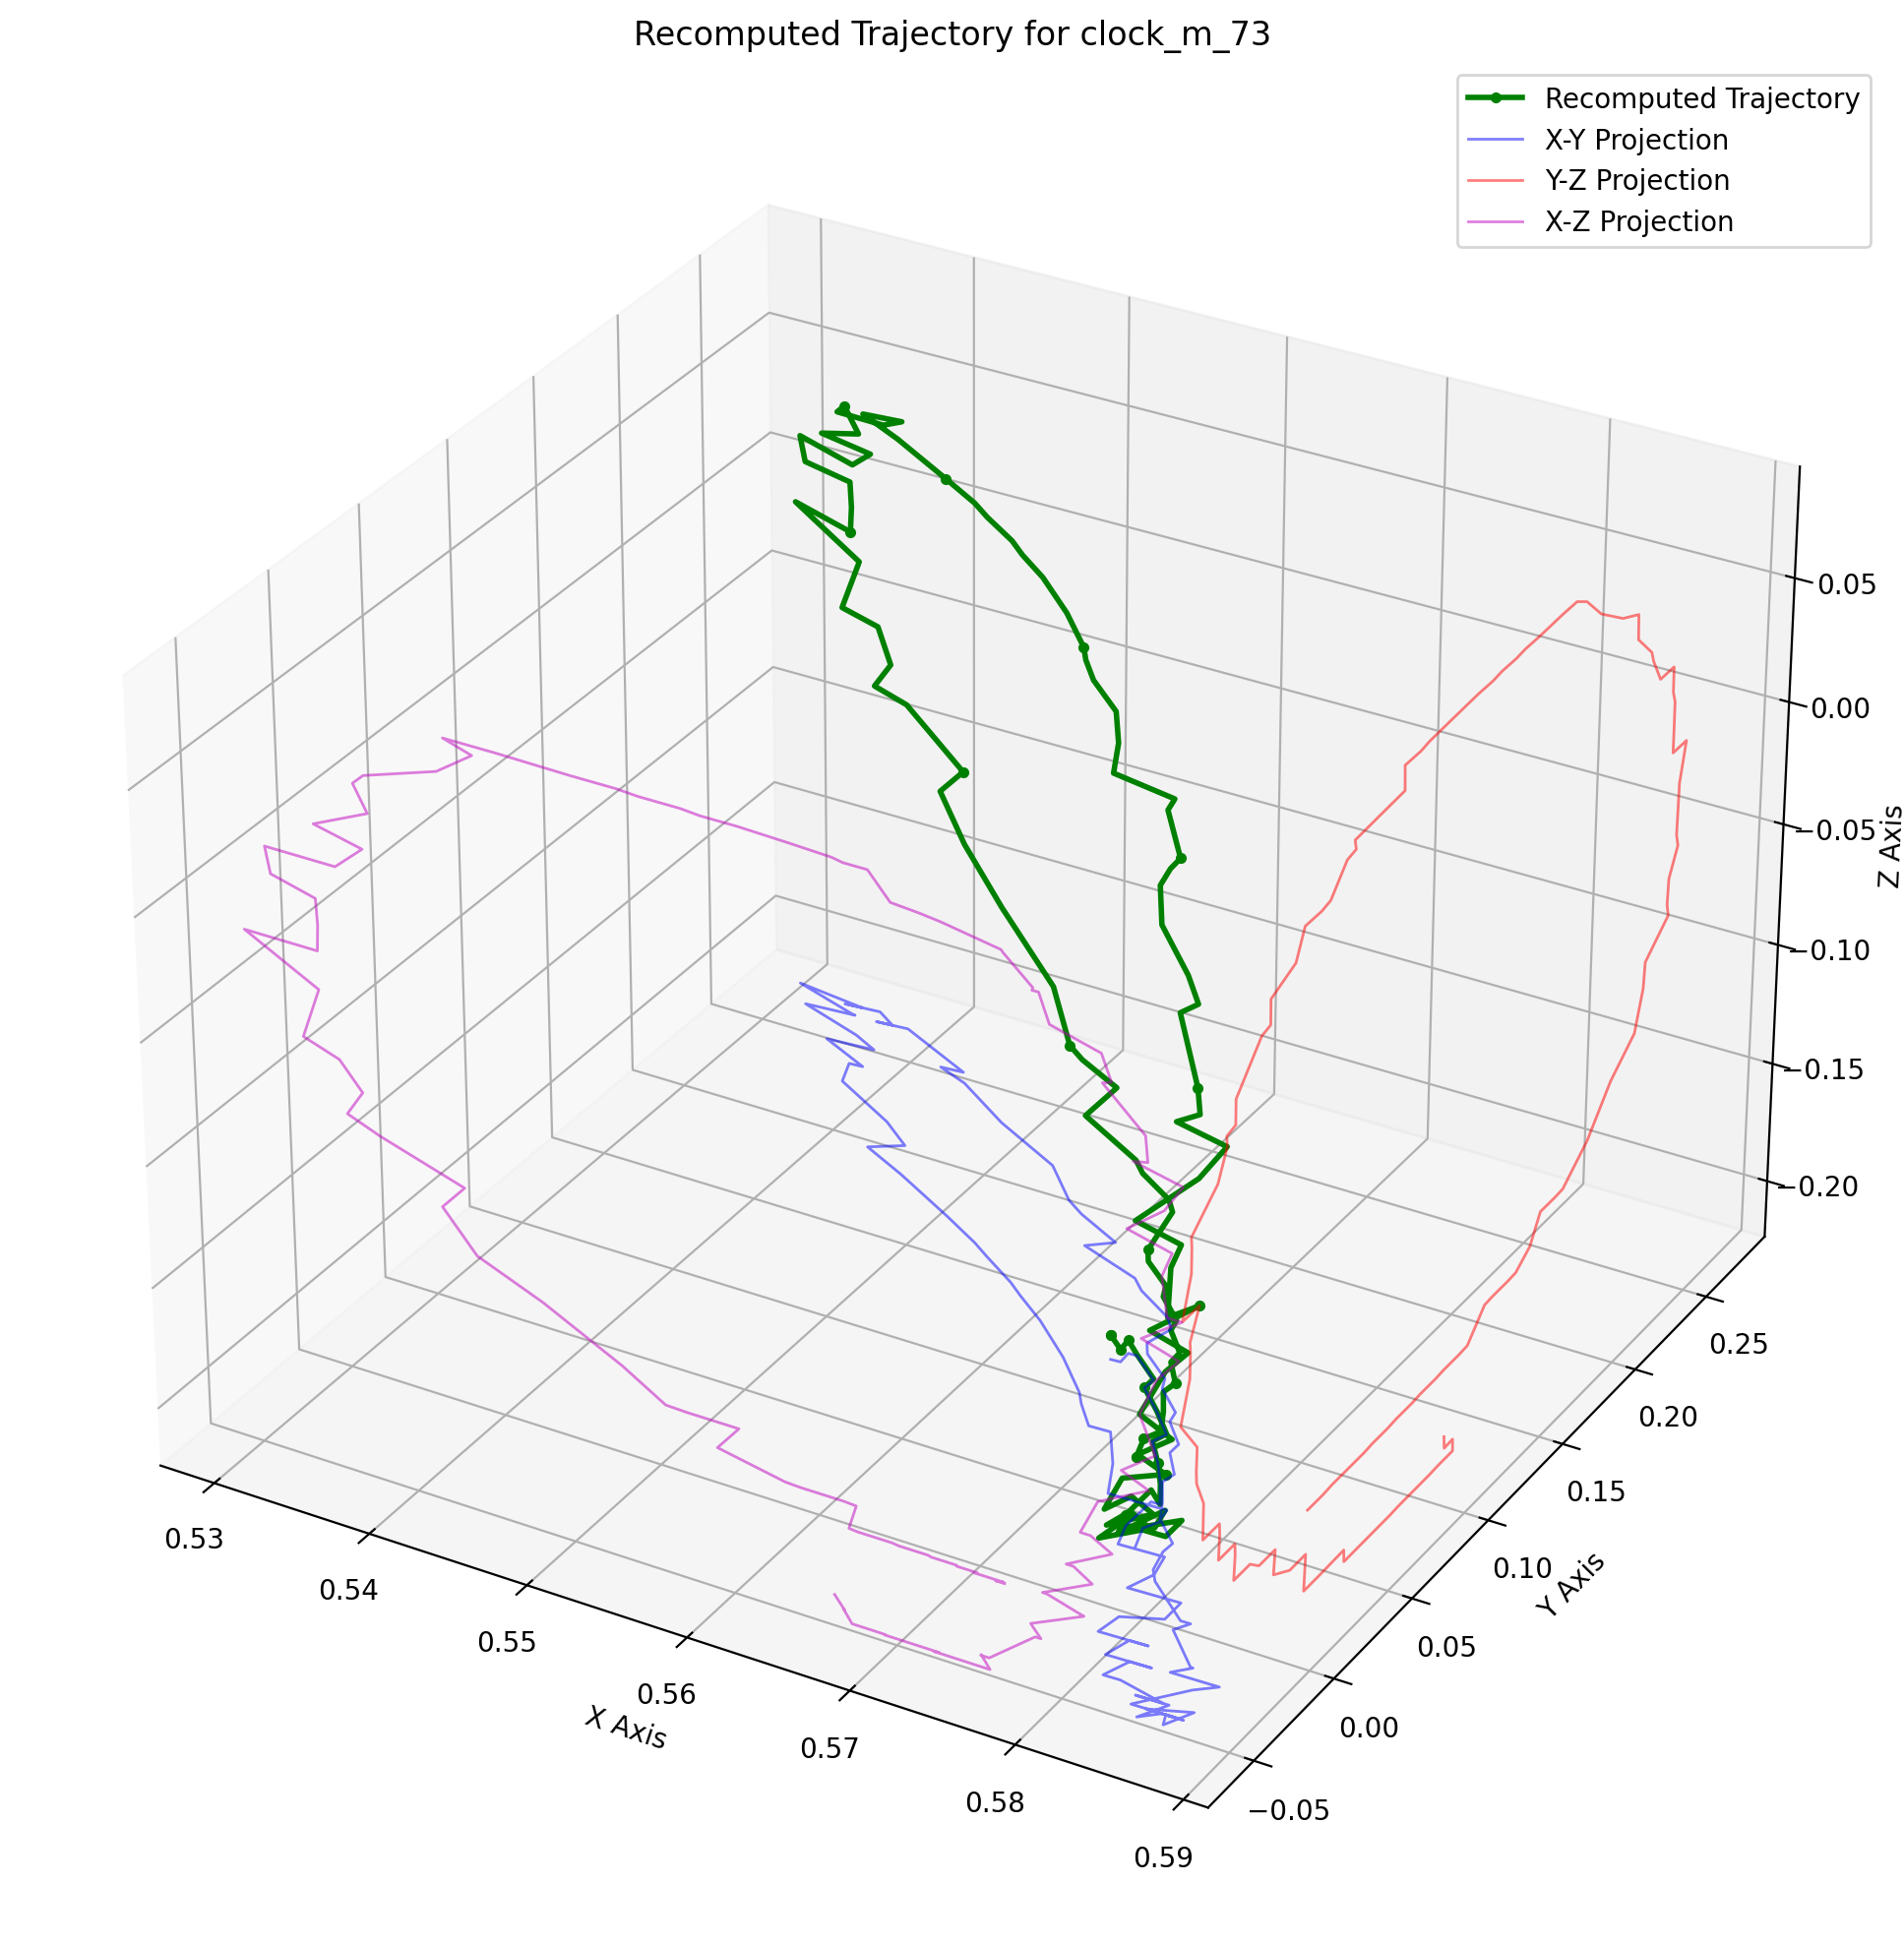 Recomputed Trajectory for clock_m_73
Recomputed Trajectory
X-Y Projection
Y-Z Projection
X-Z Projection
0.05
0.00
−0.05
−0.10
−0.15
−0.20
Z Axis
0.25
0.20
0.15
0.10
0.05
0.00
−0.05
Y Axis
0.53
0.54
0.55
0.56
0.57
0.58
0.59
X Axis